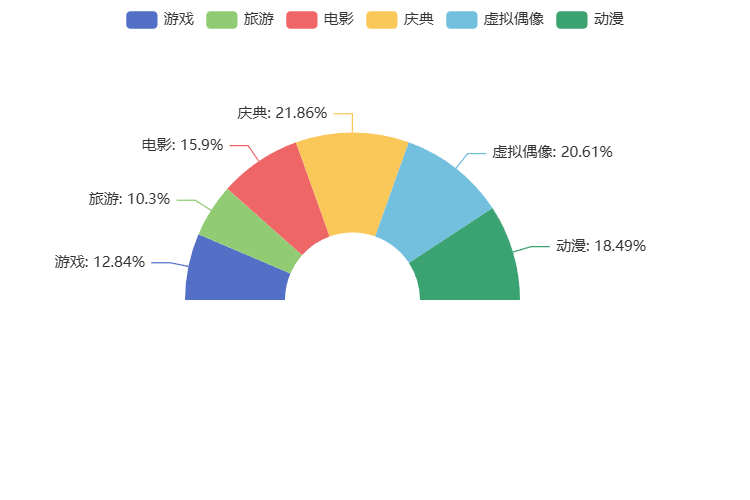 游戏 旅游 电影 庆典 虚拟偶像 动漫
庆典: 21.86%
电影: 15.9%
虚拟偶像: 20.61%
旅游: 10.3%
动漫: 18.49%
游戏: 12.84%